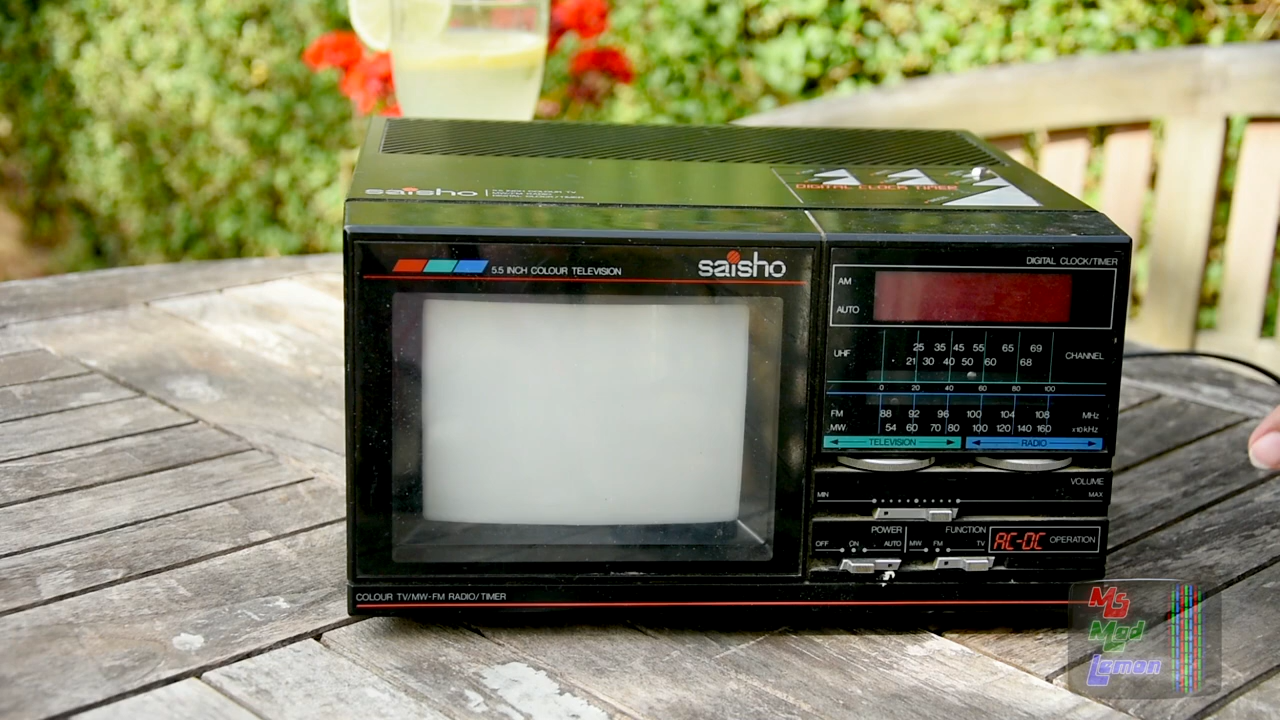 saisho
DIGITAL CLOCK TIMER
5.5 INCH COLOUR TELEVISION
saisho
DIGITAL CLOCK/TIMER
AM
AUTO
UHF
25 35 45 55 65 69
21 30 40 50 60 68
CHANNEL
0 20 40 60 80 100
FM 88 92 96 100 104 108 MHz
MW 54 60 70 80 100 120 140 160 x10kHz
TELEVISION
RADIO
VOLUME
MIN
MAX
POWER
FUNCTION
OFF ON AUTO
MW FM TV
AC-DC OPERATION
COLOUR TV/MW-FM RADIO/TIMER
Ms
Mad
Lemon